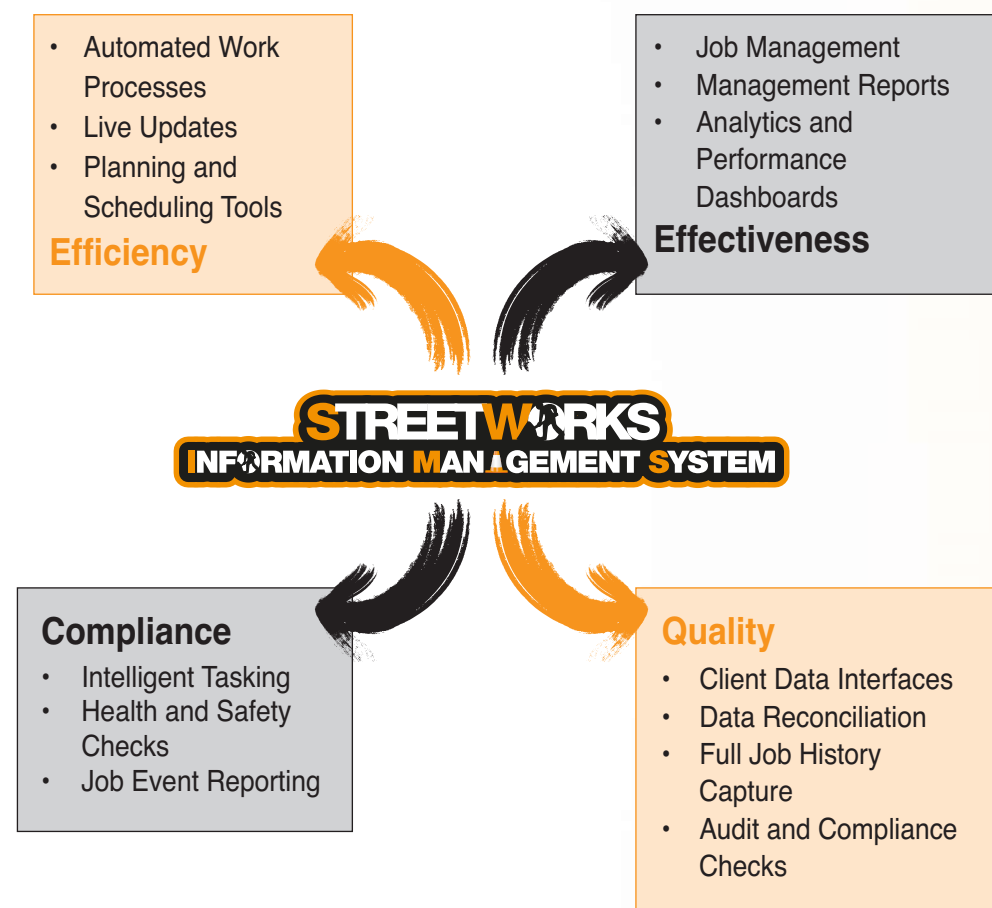 • Automated Work
Processes
• Live Updates
• Planning and
Scheduling Tools
Efficiency
• Job Management
• Management Reports
• Analytics and
Performance
Dashboards
Effectiveness
STREETWORKS
INFORMATION MANAGEMENT SYSTEM
Compliance
• Intelligent Tasking
• Health and Safety
Checks
• Job Event Reporting
Quality
• Client Data Interfaces
• Data Reconciliation
• Full Job History
Capture
• Audit and Compliance
Checks